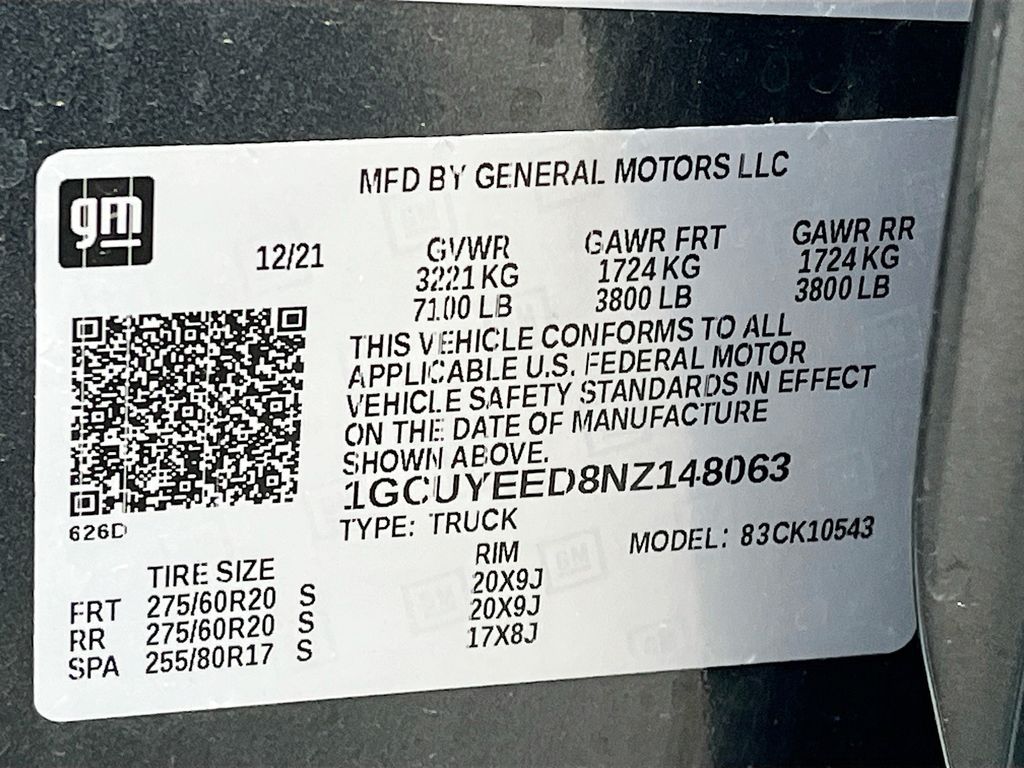 gm
MFD BY GENERAL MOTORS LLC
12/21 GVWR GAWR FRT GAWR RR
3221 KG 1724 KG 1724 KG
7100 LB 3800 LB 3800 LB
THIS VEHICLE CONFORMS TO ALL
APPLICABLE U.S. FEDERAL MOTOR
VEHICLE SAFETY STANDARDS IN EFFECT
ON THE DATE OF MANUFACTURE
SHOWN ABOVE.
1GCUYEED8NZ148063
626D
TYPE: TRUCK MODEL: 83CK10543
TIRE SIZE RIM
FRT 275/60R20 S 20X9J
RR 275/60R20 S 20X9J
SPA 255/80R17 S 17X8J